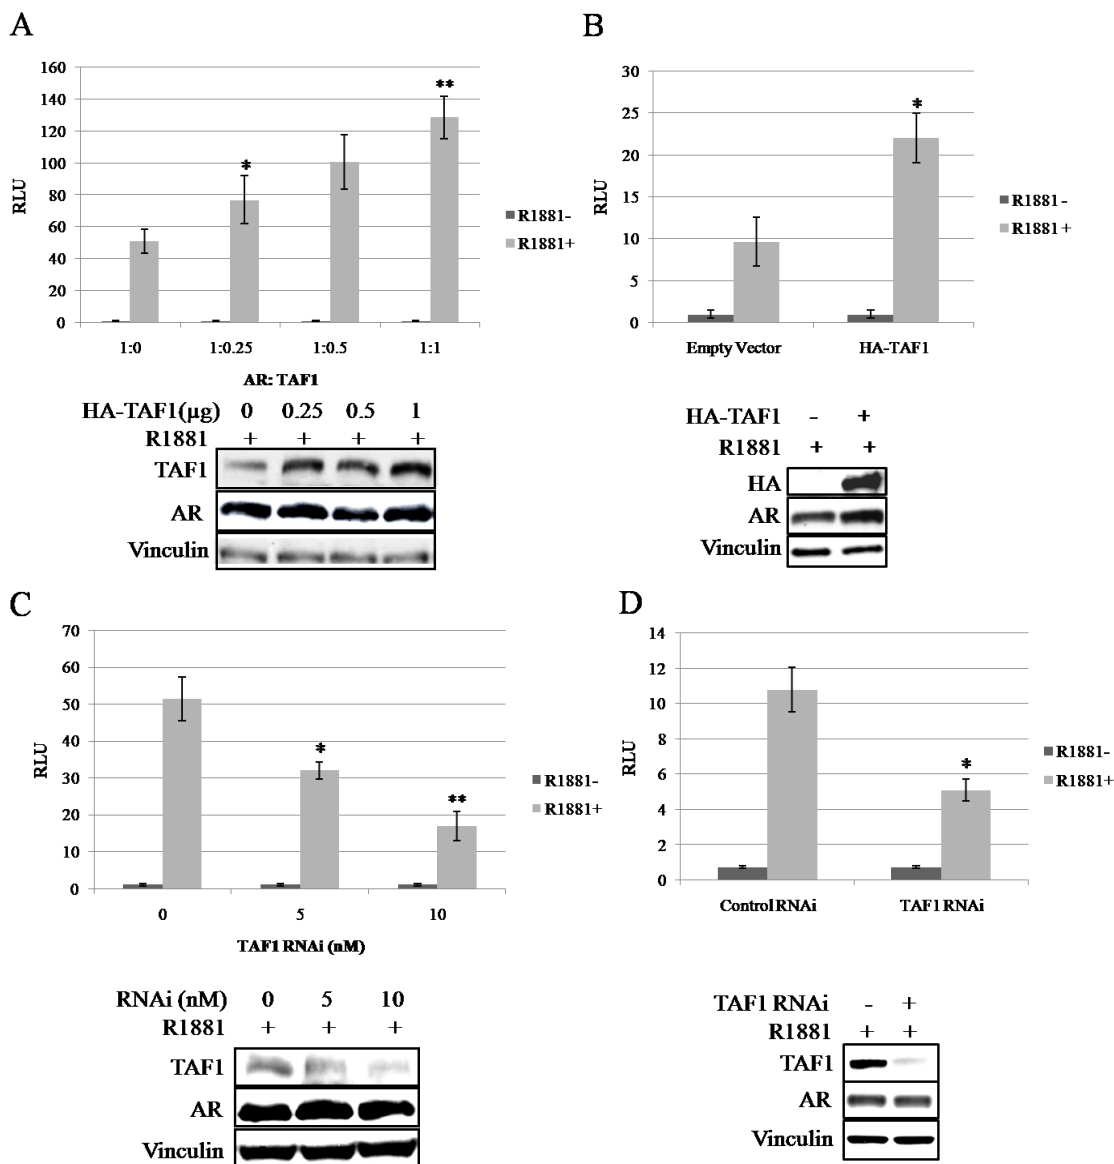 A
160
140
120
100
80
60
40
20
0
RLU
*
**
R1881-
R1881+
1:0 1:0.25 1:0.5 1:1
AR: TAF1
HA-TAF1(µg) 0 0.25 0.5 1
R1881 + + + +
TAF1
AR
Vinculin
B
30
25
20
15
10
5
0
RLU
*
R1881-
R1881+
Empty Vector HA-TAF1
HA-TAF1 - +
R1881 + +
HA
AR
Vinculin
C
70
60
50
40
30
20
10
0
RLU
*
**
R1881-
R1881+
0 5 10
TAF1 RNAi (nM)
RNAi (nM) 0 5 10
R1881 + + +
TAF1
AR
Vinculin
D
14
12
10
8
6
4
2
0
RLU
*
R1881-
R1881+
Control RNAi TAF1 RNAi
TAF1 RNAi - +
R1881 + +
TAF1
AR
Vinculin